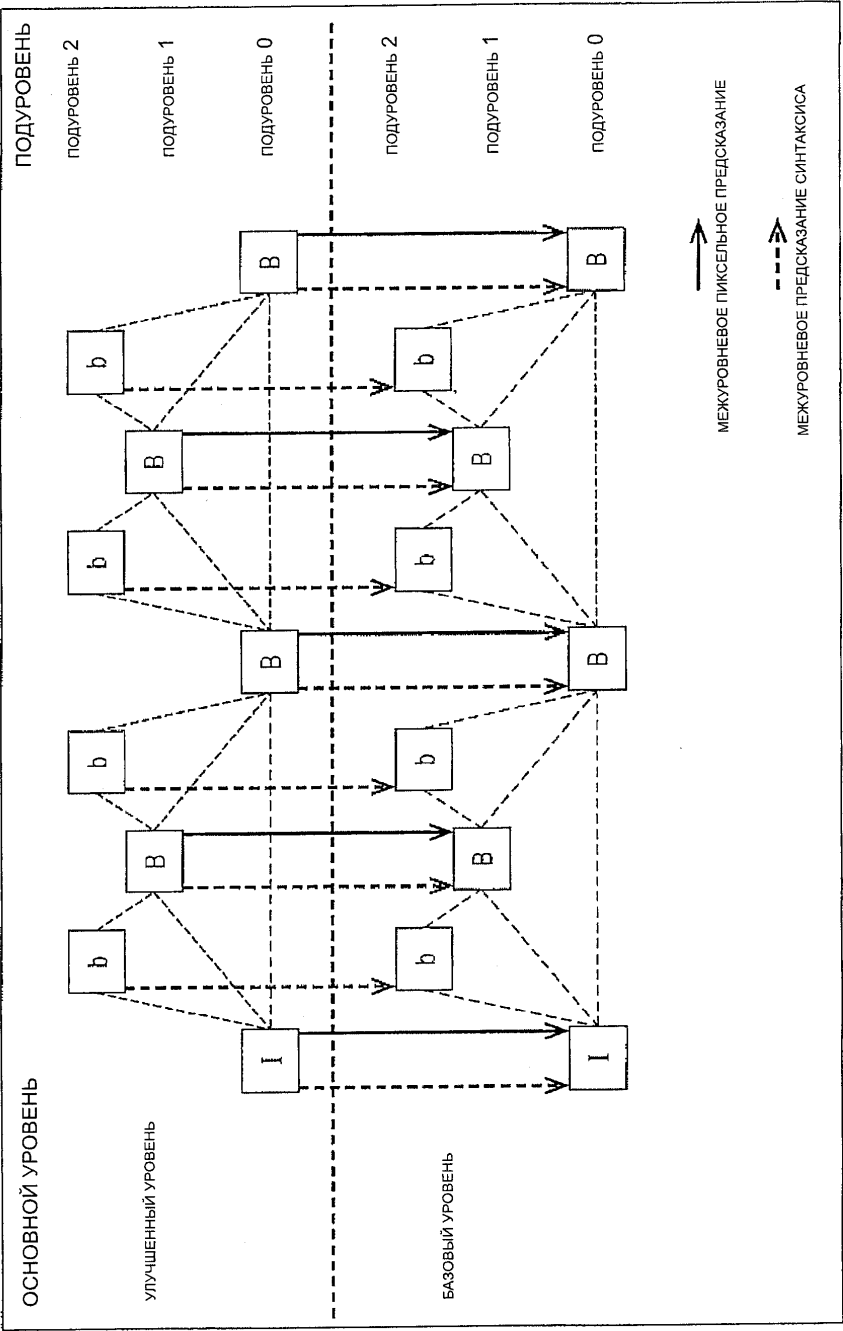 ОСНОВНОЙ УРОВЕНЬ
ПОДУРОВЕНЬ
b b b b
ПОДУРОВЕНЬ 2
УЛУЧШЕННЫЙ УРОВЕНЬ
B B
ПОДУРОВЕНЬ 1
I B B
ПОДУРОВЕНЬ 0
b b b b
ПОДУРОВЕНЬ 2
БАЗОВЫЙ УРОВЕНЬ
B B
ПОДУРОВЕНЬ 1
I B B
ПОДУРОВЕНЬ 0
МЕЖУРОВНЕВОЕ ПИКСЕЛЬНОЕ ПРЕДСКАЗАНИЕ
МЕЖУРОВНЕВОЕ ПРЕДСКАЗАНИЕ СИНТАКСИСА